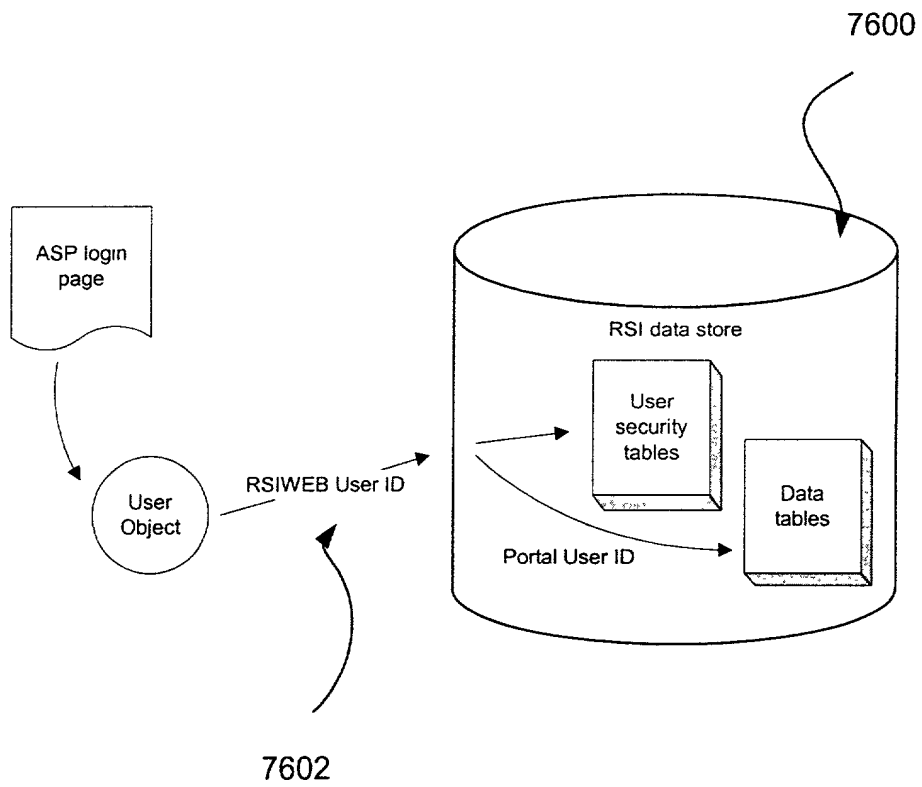 7600
ASP login
page
RSI data store
User
security
tables
RSIWEB User ID
User
Object
Data
tables
Portal User ID
7602